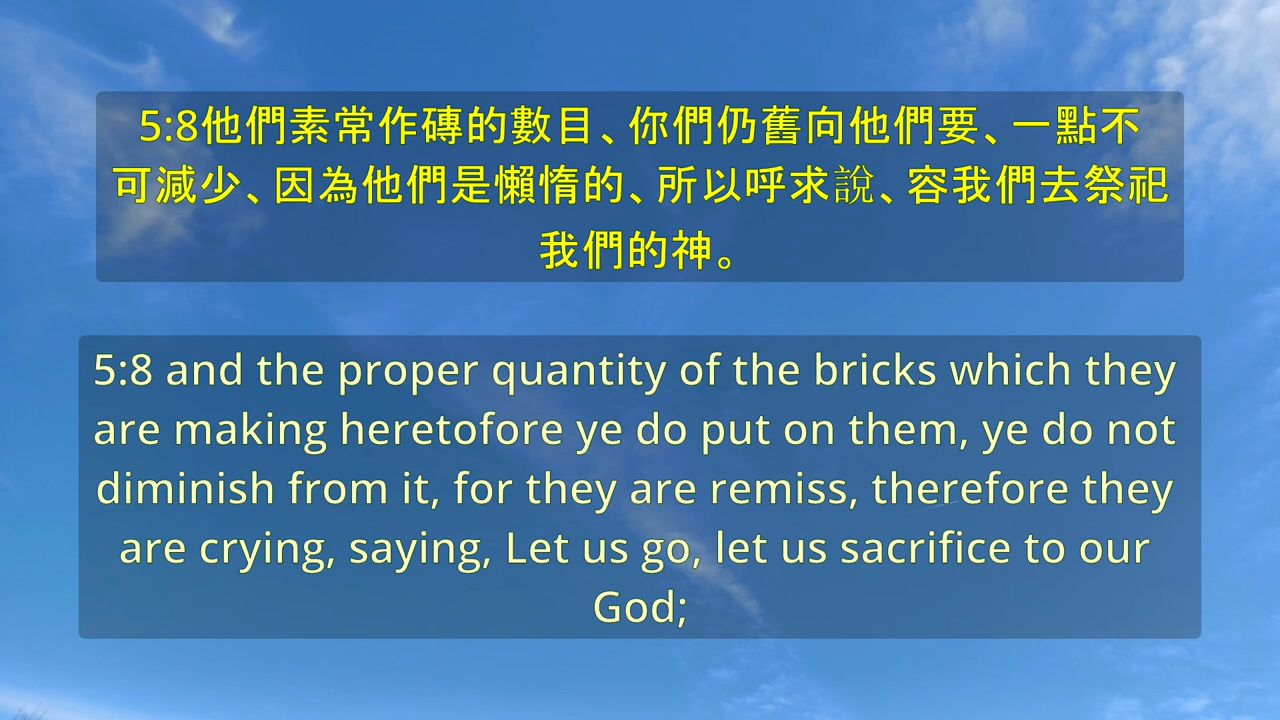 5:8他們素常作磚的數目、你們仍舊向他們要、一點不
可減少、因為他們是懶惰的、所以呼求說、容我們去祭祀
我們的神。
5:8 and the proper quantity of the bricks which they
are making heretofore ye do put on them, ye do not
diminish from it, for they are remiss, therefore they
are crying, saying, Let us go, let us sacrifice to our
God;